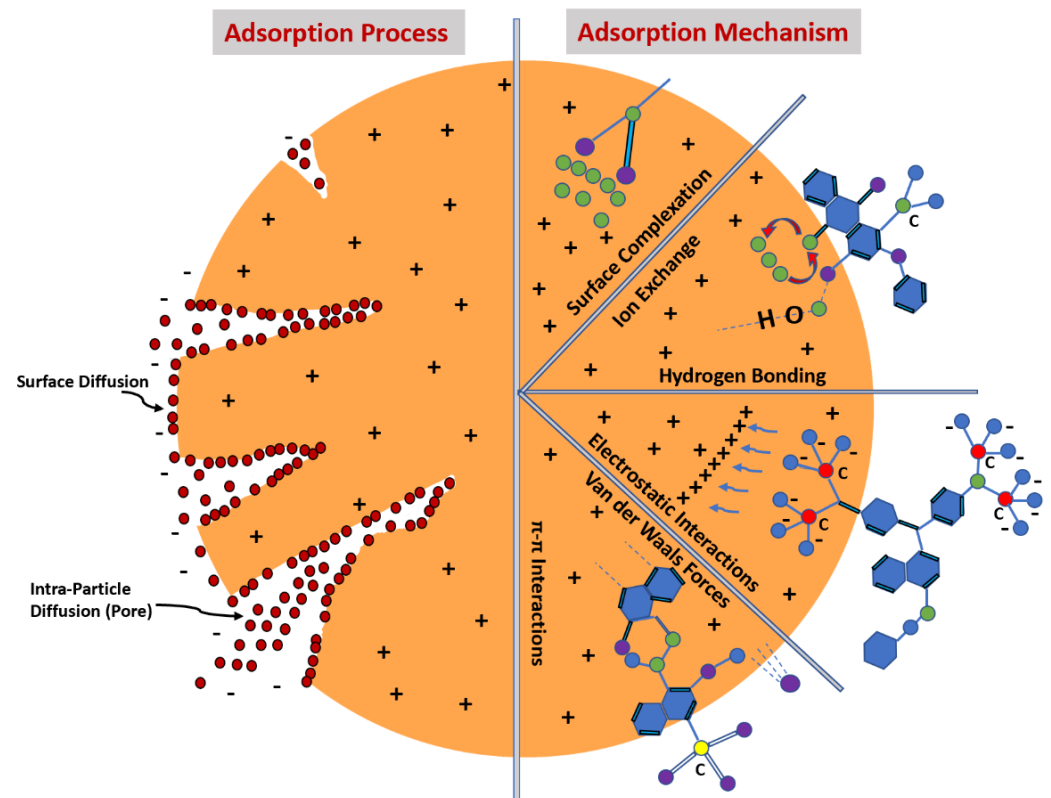 Adsorption Process
Adsorption Mechanism
Surface Complexation
Ion Exchange
C
H O
Hydrogen Bonding
Surface Diffusion
Electrostatic Interactions
Van der Waals Forces
π-π Interactions
C
C
C
C
Intra-Particle
Diffusion (Pore)
C